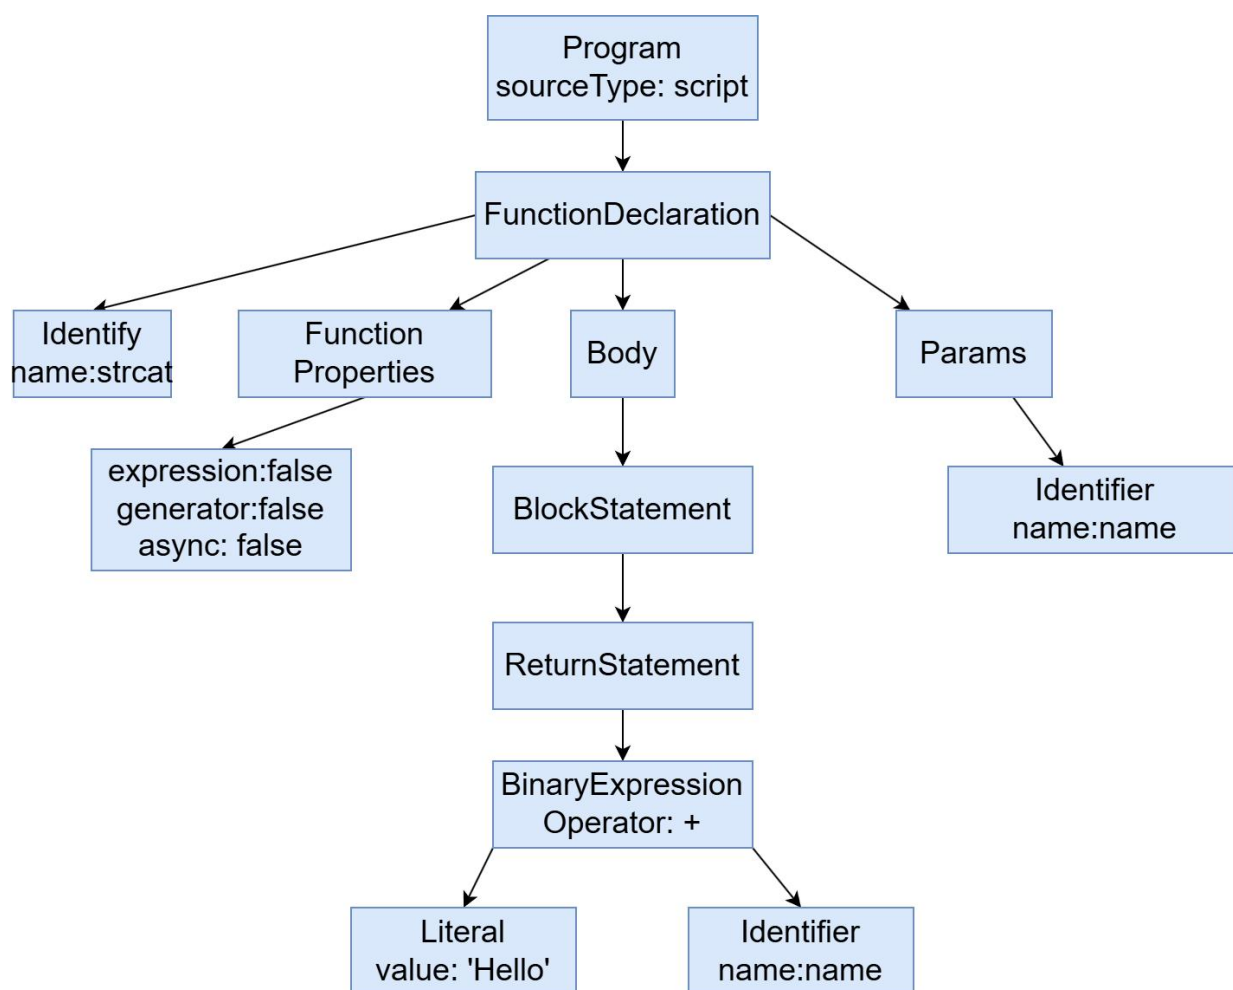 Program
sourceType: script
FunctionDeclaration
Identify
name:strcat
Function
Properties
Body
Params
expression:false
generator:false
async: false
BlockStatement
Identifier
name:name
ReturnStatement
BinaryExpression
Operator: +
Literal
value: 'Hello'
Identifier
name:name